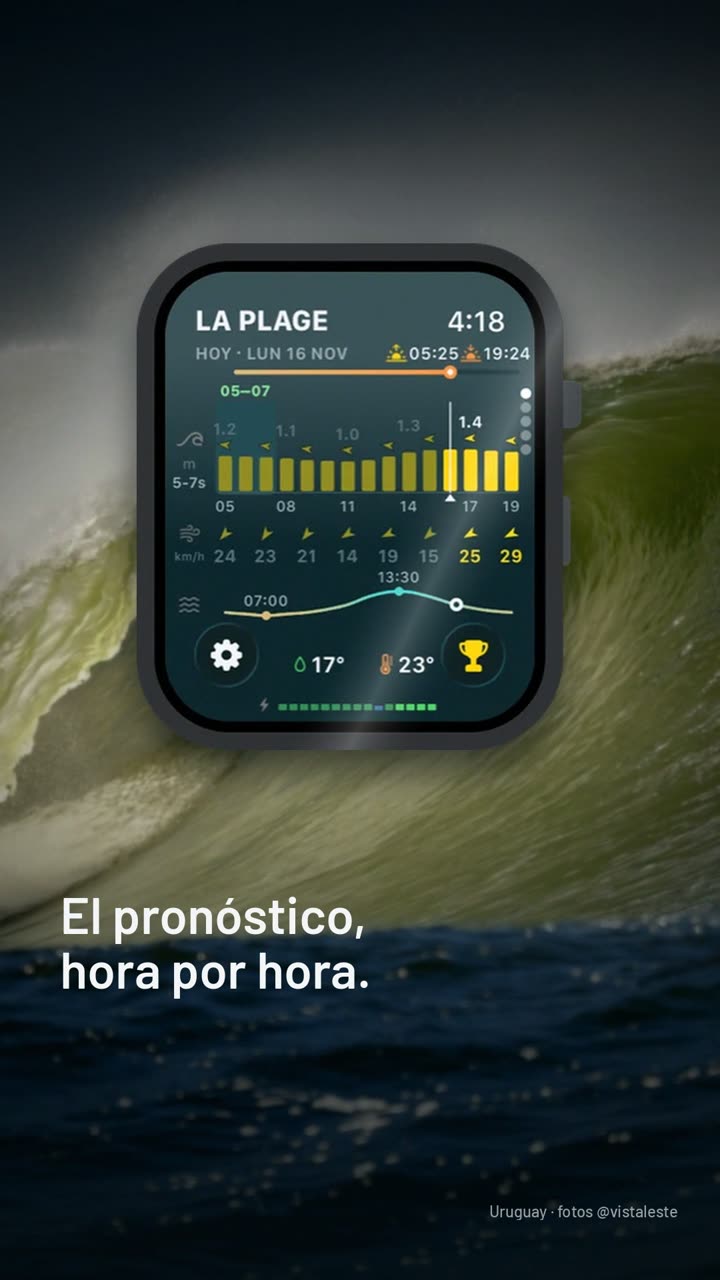 LA PLAGE 4:18
HOY · LUN 16 NOV 05:25 19:24
05–07
1.2 1.1 1.0 1.3 1.4
m
5-7s
05 08 11 14 17 19
km/h 24 23 21 14 19 15 25 29
13:30
07:00
17° 23°
El pronóstico,
hora por hora.
Uruguay · fotos @vistaleste